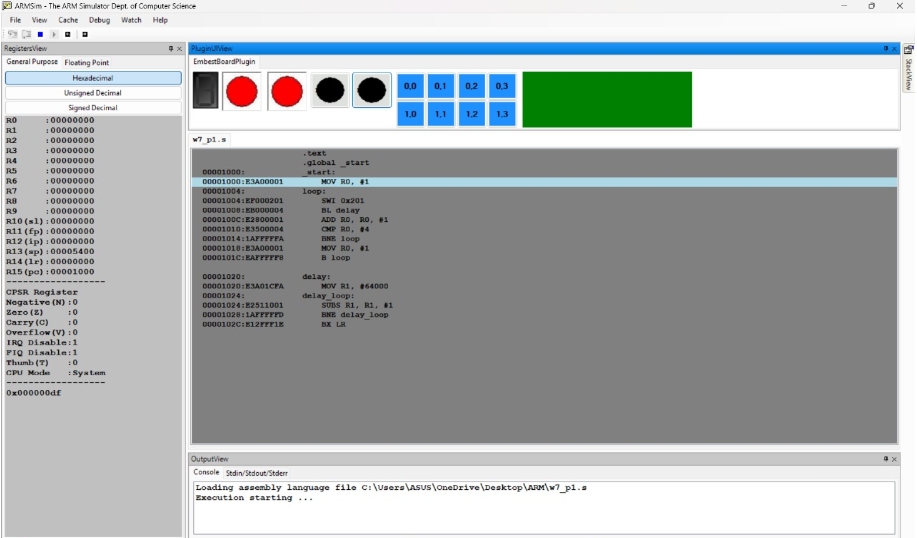 ARMSim - The ARM Simulator Dept. of Computer Science
File View Cache Debug Watch Help
RegistersView
General Purpose Floating Point
Hexadecimal
Unsigned Decimal
Signed Decimal
R0 :00000000
R1 :00000000
R2 :00000000
R3 :00000000
R4 :00000000
R5 :00000000
R6 :00000000
R7 :00000000
R8 :00000000
R9 :00000000
R10(sl):00000000
R11(fp):00000000
R12(ip):00000000
R13(sp):00005400
R14(lr):00000000
R15(pc):00001000
------------------
CPSR Register
Negative(N):0
Zero(Z) :0
Carry(C) :0
Overflow(V):0
IRQ Disable:1
FIQ Disable:1
Thumb(T) :0
CPU Mode :System
------------------
0x000000df
PluginUIView
EmbestBoardPlugin
0,0 0,1 0,2 0,3
1,0 1,1 1,2 1,3
StackView
w7_p1.s
.text
.global _start
00001000: _start:
00001000:E3A00001 MOV R0, #1
00001004: loop:
00001004:EF000201 SWI 0x201
00001008:EB000004 BL delay
0000100C:E2800001 ADD R0, R0, #1
00001010:E3500004 CMP R0, #4
00001014:1AFFFFFA BNE loop
00001018:E3A00001 MOV R0, #1
0000101C:EAFFFFF8 B loop
00001020: delay:
00001020:E3A01CFA MOV R1, #64000
00001024: delay_loop:
00001024:E2511001 SUBS R1, R1, #1
00001028:1AFFFFFD BNE delay_loop
0000102C:E12FFF1E BX LR
OutputView
Console Stdin/Stdout/Stderr
Loading assembly language file C:\Users\ASUS\OneDrive\Desktop\ARM\w7_p1.s
Execution starting ...